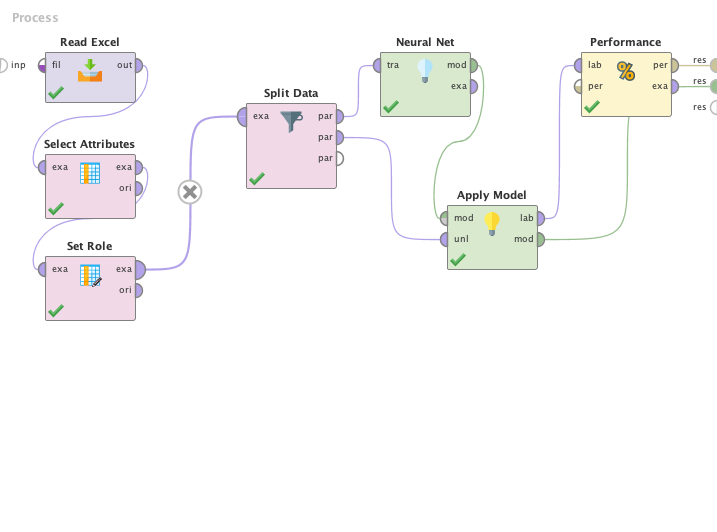 Process
Read Excel
inp
fil
out
Select Attributes
exa
exa
ori
Set Role
exa
exa
ori
Split Data
exa
par
par
par
Neural Net
tra
mod
exa
Apply Model
mod
lab
unl
mod
Performance
%
lab
per
per
exa
res
res
res